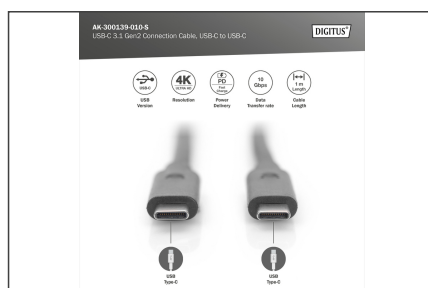 AK-300139-010-S
USB-C 3.1 Gen2 Connection Cable, USB-C to USB-C
DIGITUS®
USB-C
4K
ULTRA HD
PD
Fast
Charge
10
Gbps
1 m
Length
USB
Version
Resolution
Power
Delivery
Data
Transfer rate
Cable
Length
USB
Type-C
USB
Type-C